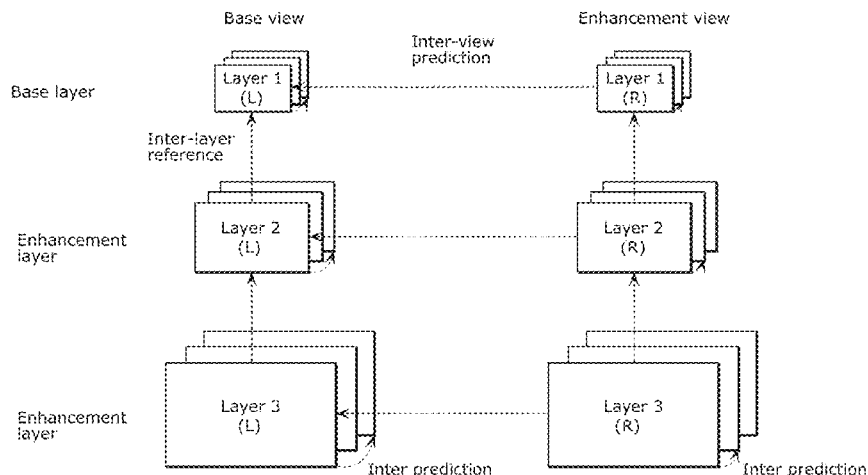 Base view
Enhancement view
Inter-view
prediction
Base layer
Layer 1
(L)
Layer 1
(R)
Inter-layer
reference
Enhancement
layer
Layer 2
(L)
Layer 2
(R)
Enhancement
layer
Layer 3
(L)
Layer 3
(R)
Inter prediction
Inter prediction